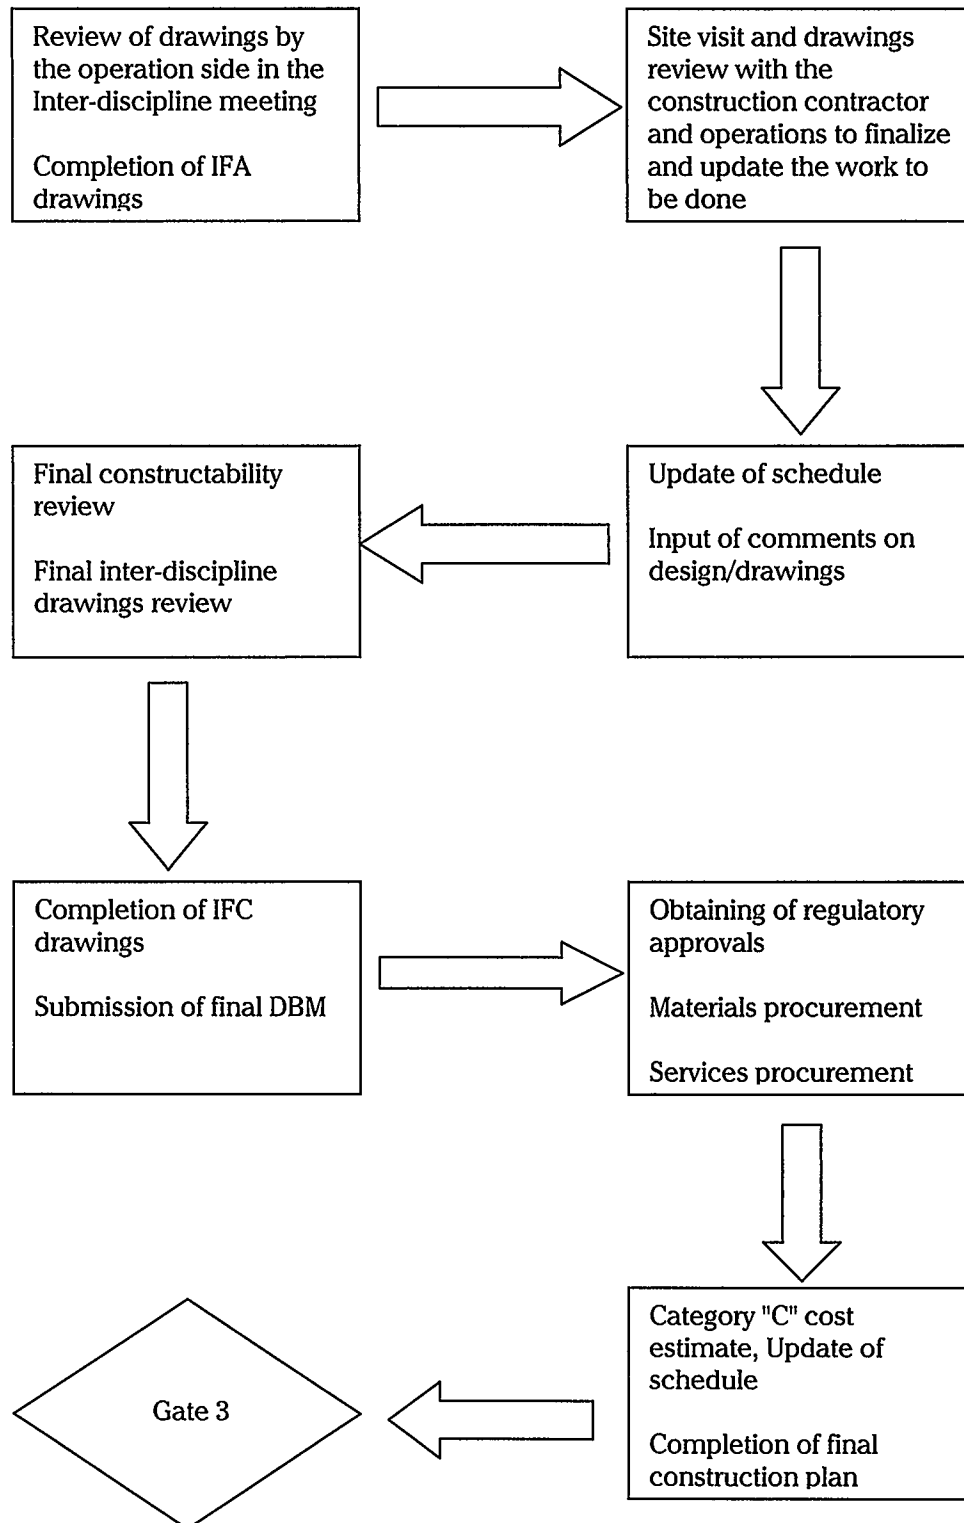 Review of drawings by
the operation side in the
Inter-discipline meeting
Completion of IFA
drawings
Site visit and drawings
review with the
construction contractor
and operations to finalize
and update the work to
be done
Update of schedule
Input of comments on
design/drawings
Final constructability
review
Final inter-discipline
drawings review
Completion of IFC
drawings
Submission of final DBM
Obtaining of regulatory
approvals
Materials procurement
Services procurement
Category "C" cost
estimate, Update of
schedule
Completion of final
construction plan
Gate 3